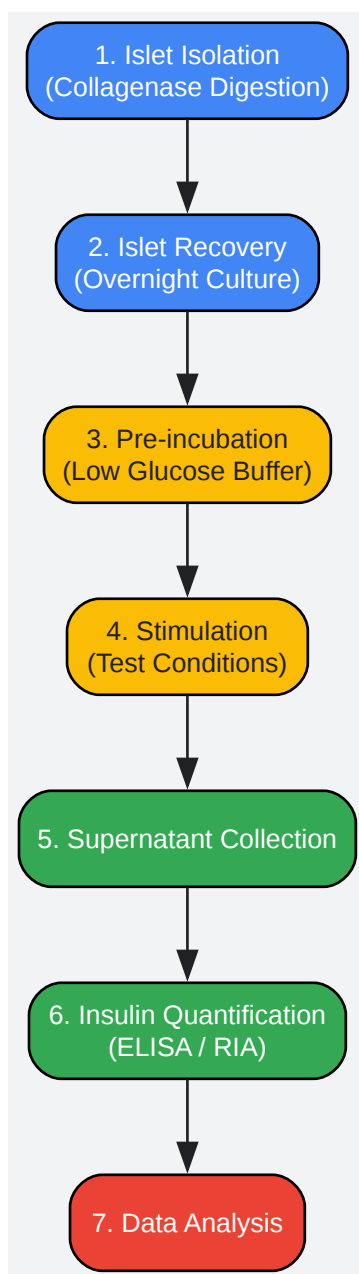 1. Islet Isolation
(Collagenase Digestion)
2. Islet Recovery
(Overnight Culture)
3. Pre-incubation
(Low Glucose Buffer)
4. Stimulation
(Test Conditions)
5. Supernatant Collection
6. Insulin Quantification
(ELISA / RIA)
7. Data Analysis